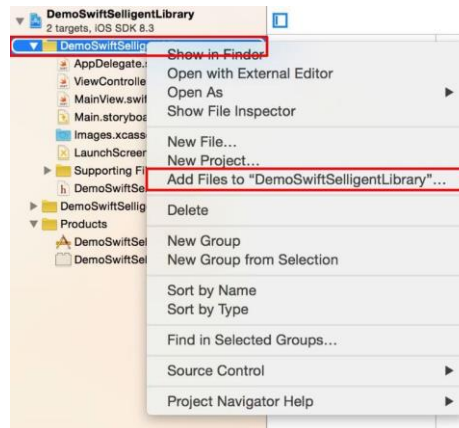 DemoSwiftSelligentLibrary
2 targets, iOS SDK 8.3
DemoSwiftSellig
AppDelegate.s
ViewControlle
MainView.swif
Main.storyboa
Images.xcass
LaunchScreer
Supporting Fi
DemoSwiftSe
DemoSwiftSellig
Products
DemoSwiftSel
DemoSwiftSel
Show in Finder
Open with External Editor
Open As
Show File Inspector
New File...
New Project...
Add Files to “DemoSwiftSelligentLibrary”...
Delete
New Group
New Group from Selection
Sort by Name
Sort by Type
Find in Selected Groups...
Source Control
Project Navigator Help